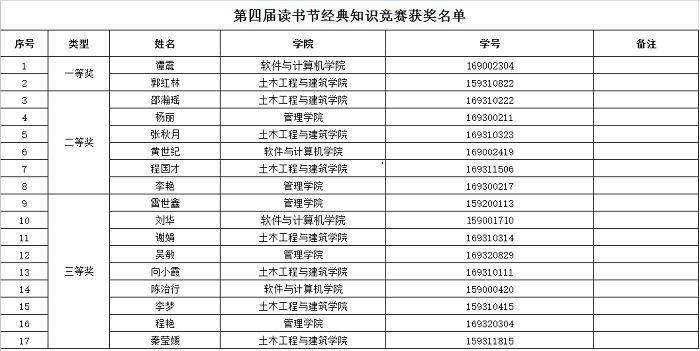 第四届读书节经典知识竞赛获奖名单
序号 类型 姓名 学院 学号 备注
1 一等奖 谭震 软件与计算机学院 169002304
2 郭红林 土木工程与建筑学院 159310822
3 二等奖 邵瀚瑶 土木工程与建筑学院 169310222
4 杨丽 管理学院 169300211
5 张秋月 土木工程与建筑学院 169310323
6 黄世纪 软件与计算机学院 169002419
7 程国才 土木工程与建筑学院 169311506
8 李艳 管理学院 169300217
9 三等奖 雷世鑫 管理学院 159200113
10 刘华 软件与计算机学院 159001710
11 谢娟 土木工程与建筑学院 169310314
12 吴敏 管理学院 169320829
13 向小霞 土木工程与建筑学院 169310111
14 陈治行 软件与计算机学院 159000420
15 李梦 土木工程与建筑学院 159310415
16 程艳 管理学院 169320304
17 秦莹媛 土木工程与建筑学院 159311815